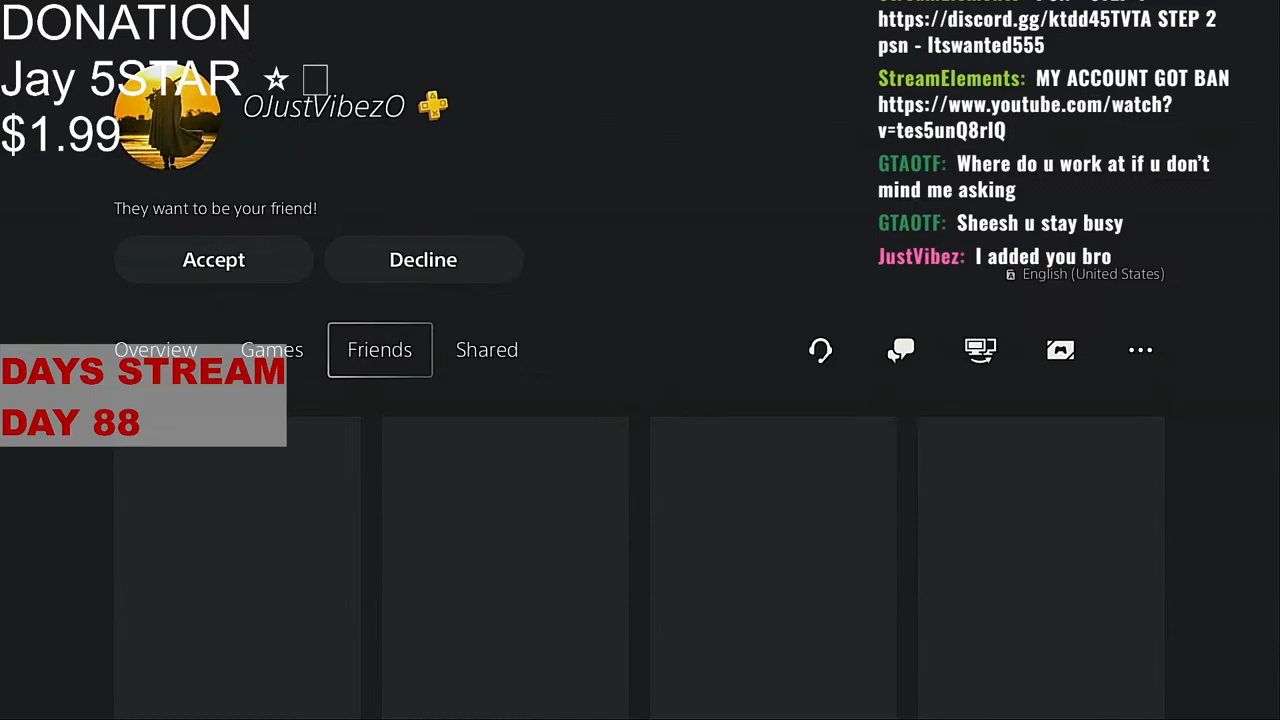 DONATION
Jay 5STAR ☆
$1.99
OJustVibezO
They want to be your friend!
Accept
Decline
Overview
Games
Friends
Shared
DAYS STREAM
DAY 88
https://discord.gg/ktdd45TVTA STEP 2
psn - Itswanted555
StreamElements: MY ACCOUNT GOT BAN
https://www.youtube.com/watch?
v=tes5unQ8rIQ
GTAOTF: Where do u work at if u don't
mind me asking
GTAOTF: Sheesh u stay busy
JustVibez: I added you bro
English (United States)